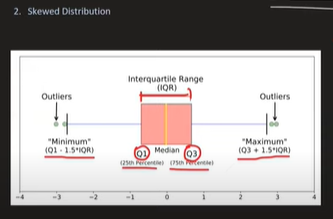 2. Skewed Distribution
Interquartile Range
(IQR)
Outliers
Outliers
"Minimum"
(Q1 - 1.5*IQR)
Q1
Median
Q3
"Maximum"
(Q3 + 1.5*IQR)
(25th Percentile)
(75th Percentile)
−4
−3
−2
−1
0
1
2
3
4